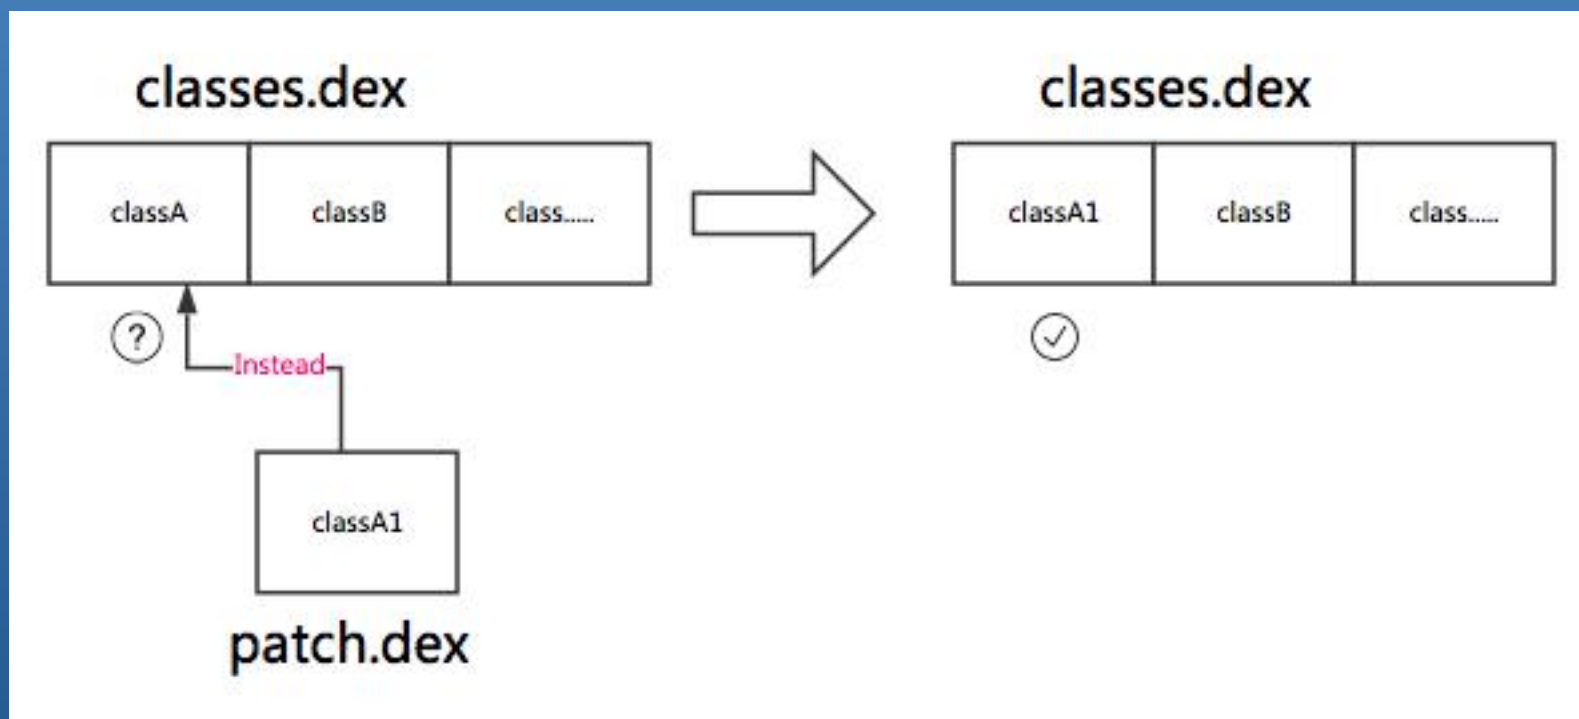 classes.dex
classA
classB
class.....
?
Instead
classA1
patch.dex
classes.dex
classA1
classB
class.....